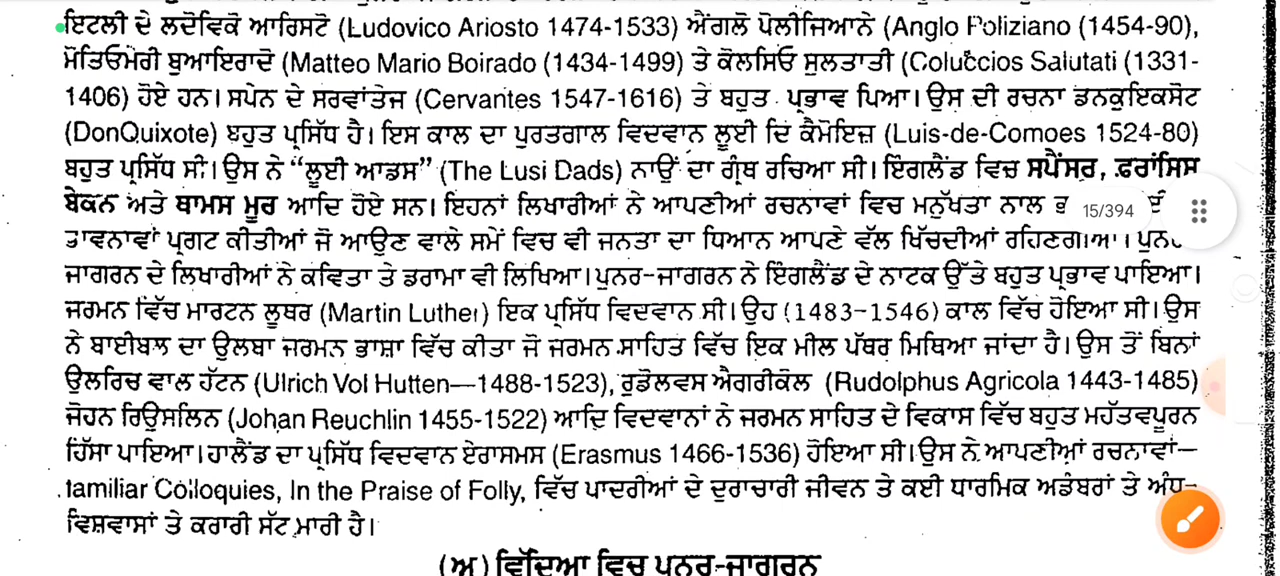 ਇਟਲੀ ਦੇ ਲਦੋਵਿਕੋ ਆਰਿਸਟੋ (Ludovico Ariosto 1474-1533) ਐਂਗਲੋ ਪੋਲੀਜਿਆਨੋ (Anglo Poliziano (1454-90),
ਮੋਤਿਓਮੇਰੀ ਬੁਆਇਰਾਦੋ (Matteo Mario Boirado (1434-1499) ਤੇ ਕੋਲਸਿਓ ਸੁਲਤਾਤੀ (Coluccios Salutati (1331-
1406) ਹੋਏ ਹਨ। ਸਪੇਨ ਦੇ ਸਰਵਾਂਤੇਜ (Cervantes 1547-1616) ਤੇ ਬਹੁਤ ਪ੍ਰਭਾਵ ਪਿਆ। ਉਸ ਦੀ ਰਚਨਾ ਡਨਕੁਇਕਸੋਟ
(DonQuixote) ਬਹੁਤ ਪ੍ਰਸਿੱਧ ਹੈ। ਇਸ ਕਾਲ ਦਾ ਪੁਰਤਗਾਲ ਵਿਦਵਾਨ ਲੂਈ ਦਿ ਕੈਮੋਇਜ਼ (Luis-de-Comoes 1524-80)
ਬਹੁਤ ਪ੍ਰਸਿੱਧ ਸੀ। ਉਸ ਨੇ "ਲੂਈ ਆਡਸ" (The Lusi Dads) ਨਾਉਂ ਦਾ ਗ੍ਰੰਥ ਰਚਿਆ ਸੀ। ਇੰਗਲੈਂਡ ਵਿਚ ਸਪੈਂਸਰ, ਫਰਾਂਸਿਸ
ਬੇਕਨ ਅਤੇ ਥਾਮਸ ਮੂਰ ਆਦਿ ਹੋਏ ਸਨ। ਇਹਨਾਂ ਲਿਖਾਰੀਆਂ ਨੇ ਆਪਣੀਆਂ ਰਚਨਾਵਾਂ ਵਿਚ ਮਨੁੱਖਤਾ ਨਾਲ 15/394
ਭਾਵਨਾਵਾਂ ਪ੍ਰਗਟ ਕੀਤੀਆਂ ਜੋ ਆਉਣ ਵਾਲੇ ਸਮੇਂ ਵਿਚ ਵੀ ਜਨਤਾ ਦਾ ਧਿਆਨ ਆਪਣੇ ਵੱਲ ਖਿੱਚਦੀਆਂ ਰਹਿਣਗੀਆਂ। ਪੁਨਰ-
ਜਾਗਰਨ ਦੇ ਲਿਖਾਰੀਆਂ ਨੇ ਕਵਿਤਾ ਤੇ ਡਰਾਮਾ ਵੀ ਲਿਖਿਆ। ਪੁਨਰ-ਜਾਗਰਨ ਨੇ ਇੰਗਲੈਂਡ ਦੇ ਨਾਟਕ ਉੱਤੇ ਬਹੁਤ ਪ੍ਰਭਾਵ ਪਾਇਆ।
ਜਰਮਨ ਵਿੱਚ ਮਾਰਟਨ ਲੂਥਰ (Martin Luther) ਇਕ ਪ੍ਰਸਿੱਧ ਵਿਦਵਾਨ ਸੀ। ਉਹ (1483-1546) ਕਾਲ ਵਿੱਚ ਹੋਇਆ ਸੀ। ਉਸ
ਨੇ ਬਾਈਬਲ ਦਾ ਉਲਬਾ ਜਰਮਨ ਭਾਸ਼ਾ ਵਿੱਚ ਕੀਤਾ ਜੋ ਜਰਮਨ ਸਾਹਿਤ ਵਿੱਚ ਇਕ ਮੀਲ ਪੱਥਰ ਮਿਥਿਆ ਜਾਂਦਾ ਹੈ। ਉਸ ਤੋਂ ਬਿਨਾਂ
ਉਲਰਿਚ ਵਾਲ ਹੱਟਨ (Ulrich Vol Hutten—1488-1523), ਰੁਡੋਲਵਸ ਐਗਰੀਕੋਲ (Rudolphus Agricola 1443-1485)
ਜੋਹਨ ਰਿਉਸਲਿਨ (Johan Reuchlin 1455-1522) ਆਦਿ ਵਿਦਵਾਨਾਂ ਨੇ ਜਰਮਨ ਸਾਹਿਤ ਦੇ ਵਿਕਾਸ ਵਿੱਚ ਬਹੁਤ ਮਹੱਤਵਪੂਰਨ
ਹਿੱਸਾ ਪਾਇਆ। ਹਾਲੈਂਡ ਦਾ ਪ੍ਰਸਿੱਧ ਵਿਦਵਾਨ ਏਰਾਸਮਸ (Erasmus 1466-1536) ਹੋਇਆ ਸੀ। ਉਸ ਨੇ ਆਪਣੀਆਂ ਰਚਨਾਵਾਂ—
familiar Colloquies, In the Praise of Folly, ਵਿੱਚ ਪਾਦਰੀਆਂ ਦੇ ਦੁਰਾਚਾਰੀ ਜੀਵਨ ਤੇ ਕਈ ਧਾਰਮਿਕ ਅਡੰਬਰਾਂ ਤੇ ਅੰਧ-
ਵਿਸ਼ਵਾਸਾਂ ਤੇ ਕਰਾਰੀ ਸੱਟ ਮਾਰੀ ਹੈ।
(ਅ) ਵਿੱਦਿਆ ਵਿਚ ਪੁਨਰ-ਜਾਗਰਨ